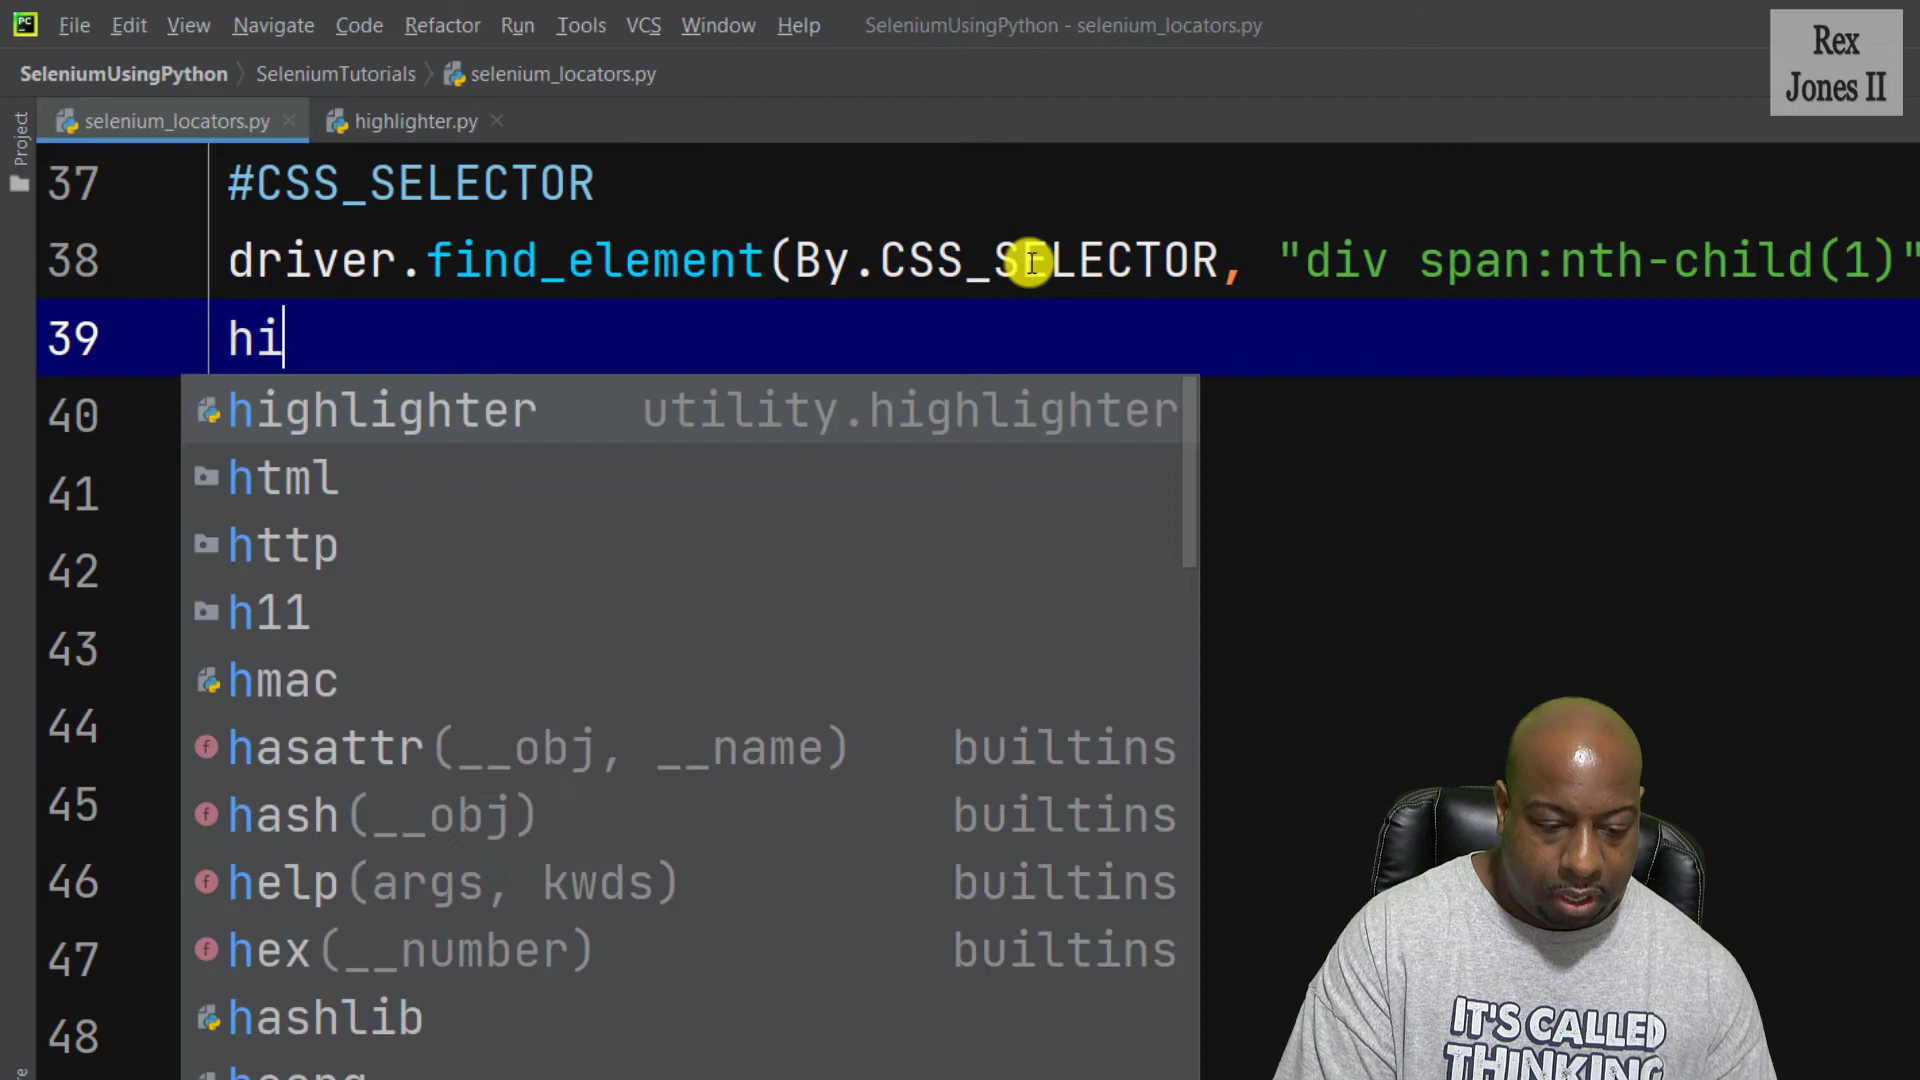 File Edit View Navigate Code Refactor Run Tools VCS Window Help SeleniumUsingPython - selenium_locators.py
Rex
Jones II
SeleniumUsingPython SeleniumTutorials selenium_locators.py
selenium_locators.py highlighter.py
Project
37 #CSS_SELECTOR
38 driver.find_element(By.CSS_SELECTOR, "div span:nth-child(1)"
39 hi
40
41
42
43
44
45
46
47
48
highlighter utility.highlighter
html
http
h11
hmac
hasattr(__obj, __name) builtins
hash(__obj) builtins
help(args, kwds) builtins
hex(__number) builtins
hashlib
IT'S CALLED
THINKING